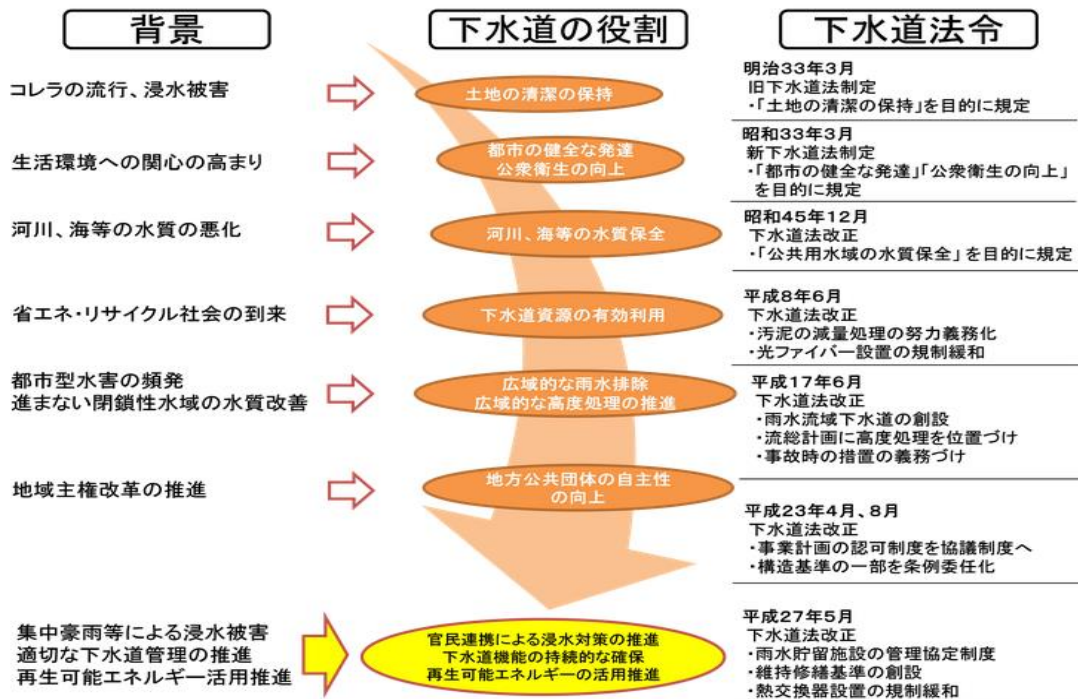 背景
下水道の役割
下水道法令
コレラの流行、浸水被害
土地の清潔の保持
明治33年3月
旧下水道法制定
・「土地の清潔の保持」を目的に規定
生活環境への関心の高まり
都市の健全な発達
公衆衛生の向上
昭和33年3月
新下水道法制定
・「都市の健全な発達」「公衆衛生の向上」
を目的に規定
河川、海等の水質の悪化
河川、海等の水質保全
昭和45年12月
下水道法改正
・「公共用水域の水質保全」を目的に規定
省エネ・リサイクル社会の到来
下水道資源の有効利用
平成8年6月
下水道法改正
・汚泥の減量処理の努力義務化
・光ファイバー設置の規制緩和
都市型水害の頻発
進まない閉鎖性水域の水質改善
広域的な雨水排除
広域的な高度処理の推進
平成17年6月
下水道法改正
・雨水流域下水道の創設
・流総計画に高度処理を位置づけ
・事故時の措置の義務づけ
地域主権改革の推進
地方公共団体の自主性
の向上
平成23年4月、8月
下水道法改正
・事業計画の認可制度を協議制度へ
・構造基準の一部を条例委任化
集中豪雨等による浸水被害
適切な下水道管理の推進
再生可能エネルギー活用推進
官民連携による浸水対策の推進
下水道機能の持続的な確保
再生可能エネルギーの活用推進
平成27年5月
下水道法改正
・雨水貯留施設の管理協定制度
・維持修繕基準の創設
・熱交換器設置の規制緩和